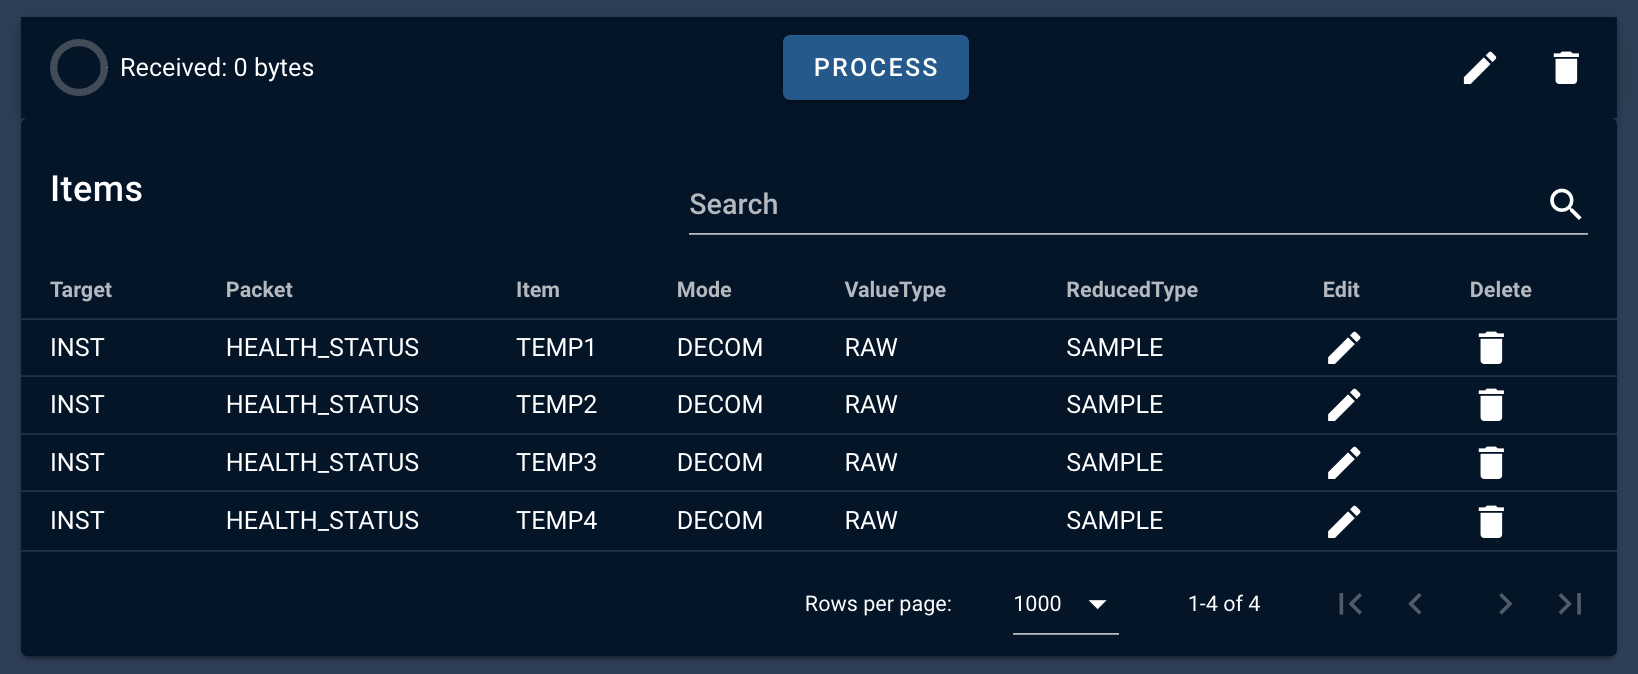 Received: 0 bytes PROCESS
Items
Search
Target Packet Item Mode ValueType ReducedType Edit Delete
INST HEALTH_STATUS TEMP1 DECOM RAW SAMPLE
INST HEALTH_STATUS TEMP2 DECOM RAW SAMPLE
INST HEALTH_STATUS TEMP3 DECOM RAW SAMPLE
INST HEALTH_STATUS TEMP4 DECOM RAW SAMPLE
Rows per page: 1000 1-4 of 4